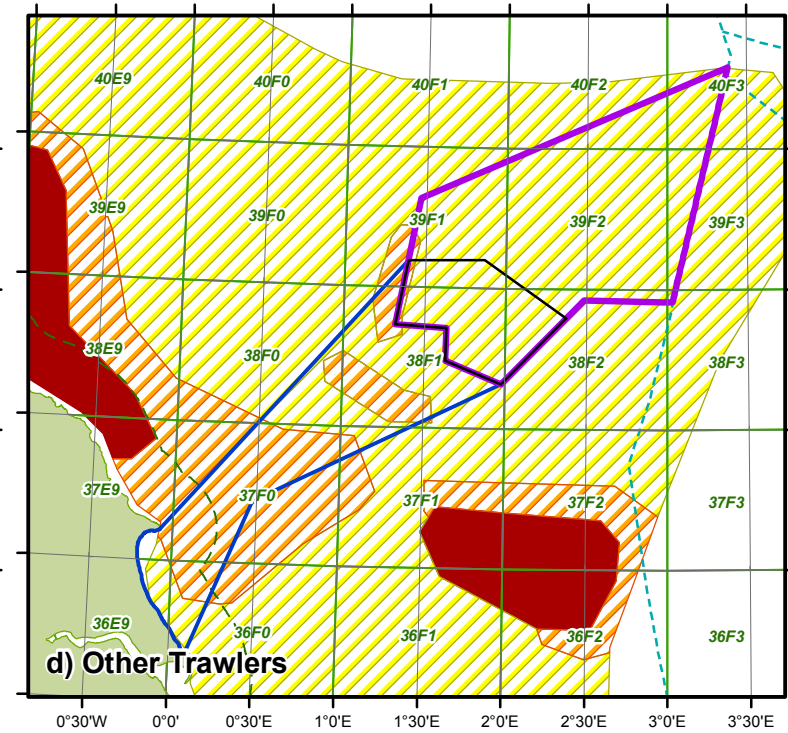 40E9 40F0 40F1 40F2 40F3
39E9 39F0 39F1 39F2 39F3
38E9 38F0 38F1 38F2 38F3
37E9 37F0 37F1 37F2 37F3
36E9 36F0 36F1 36F2 36F3
d) Other Trawlers
0°30'W 0°0' 0°30'E 1°0'E 1°30'E 2°0'E 2°30'E 3°0'E 3°30'E